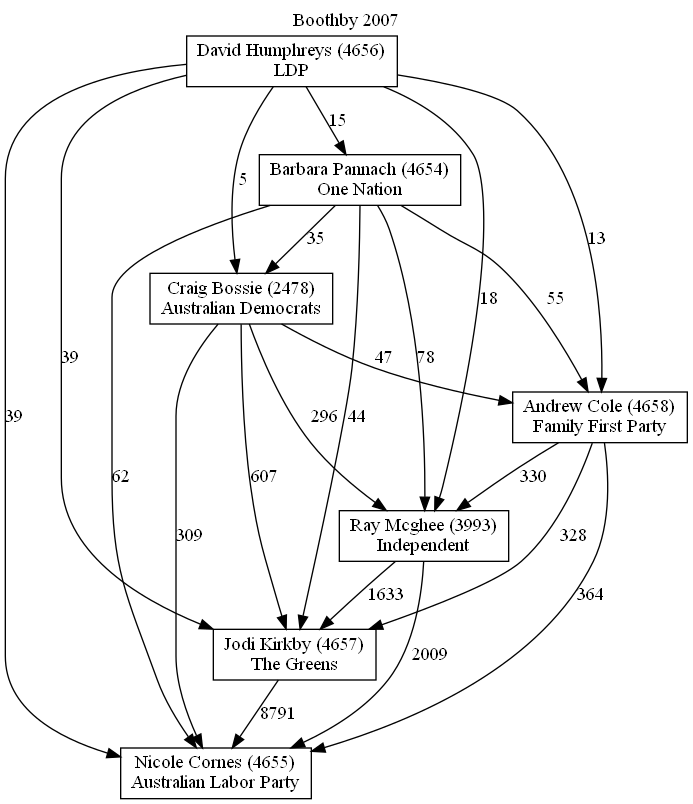 Boothby 2007
David Humphreys (4656)
LDP
15
Barbara Pannach (4654)
One Nation
5
35
13
18
55
Craig Bossie (2478)
Australian Democrats
39
47
78
Andrew Cole (4658)
Family First Party
39
296
44
62
607
330
309
Ray Mcghee (3993)
Independent
328
1633
364
Jodi Kirkby (4657)
The Greens
2009
8791
Nicole Cornes (4655)
Australian Labor Party